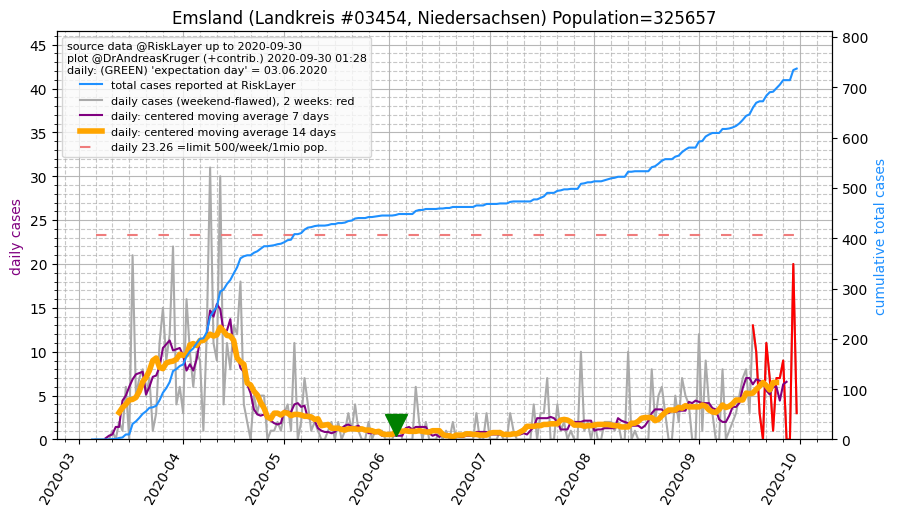 Emsland (Landkreis #03454, Niedersachsen) Population=325657
source data @RiskLayer up to 2020-09-30
plot @DrAndreasKruger (+contrib.) 2020-09-30 01:28
daily: (GREEN) 'expectation day' = 03.06.2020
total cases reported at RiskLayer
daily cases (weekend-flawed), 2 weeks: red
daily: centered moving average 7 days
daily: centered moving average 14 days
daily 23.26 =limit 500/week/1mio pop.
daily cases
45
40
35
30
25
20
15
10
5
0
cumulative total cases
800
700
600
500
400
300
200
100
0
2020-03
2020-04
2020-05
2020-06
2020-07
2020-08
2020-09
2020-10